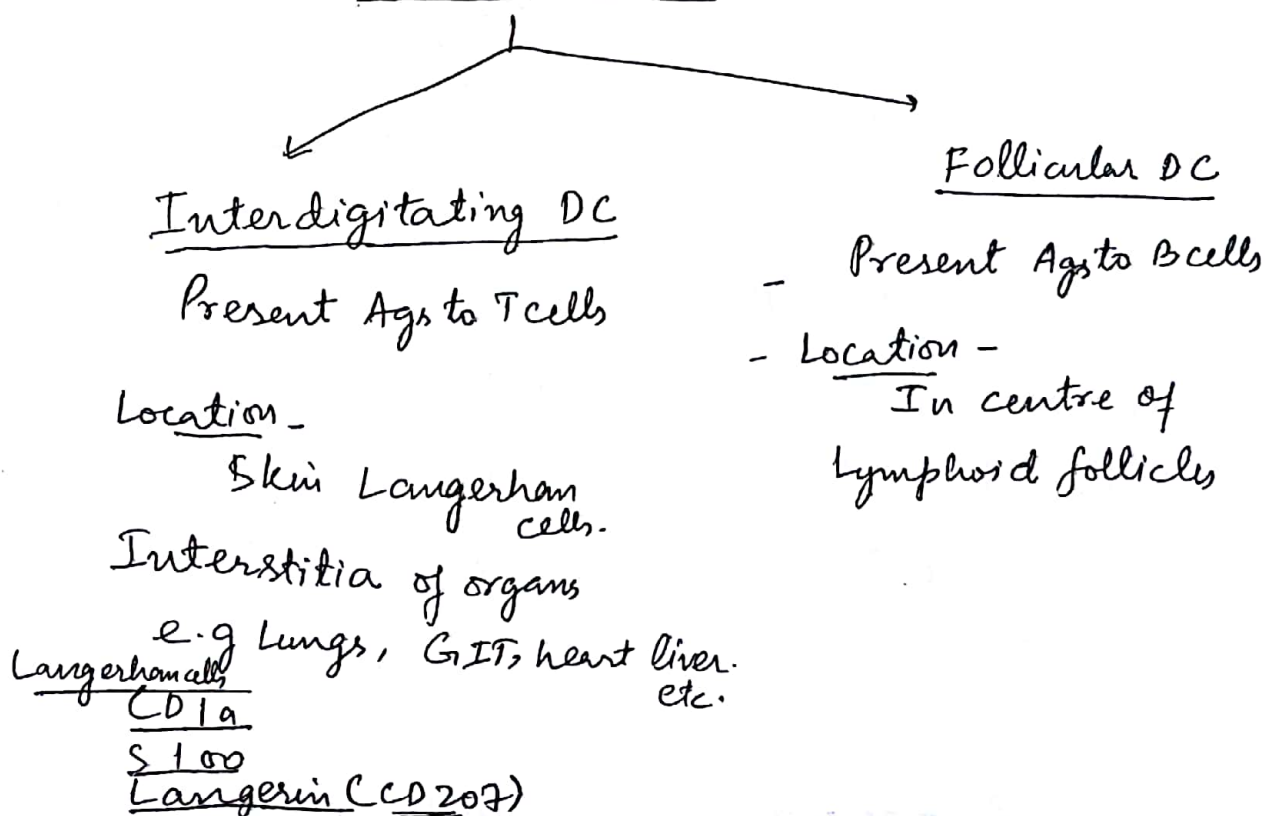 Interdigitating DC
Present Ags to T cells
Location -
Skin Langerhan
cells.
Interstitia of organs
e.g Lungs, GIT, heart liver.
etc.
Langerhan cells
CD1a
S100
Langerin (CD207)
Follicular DC
- Present Ags to B cells
- Location -
In centre of
Lymphoid follicles